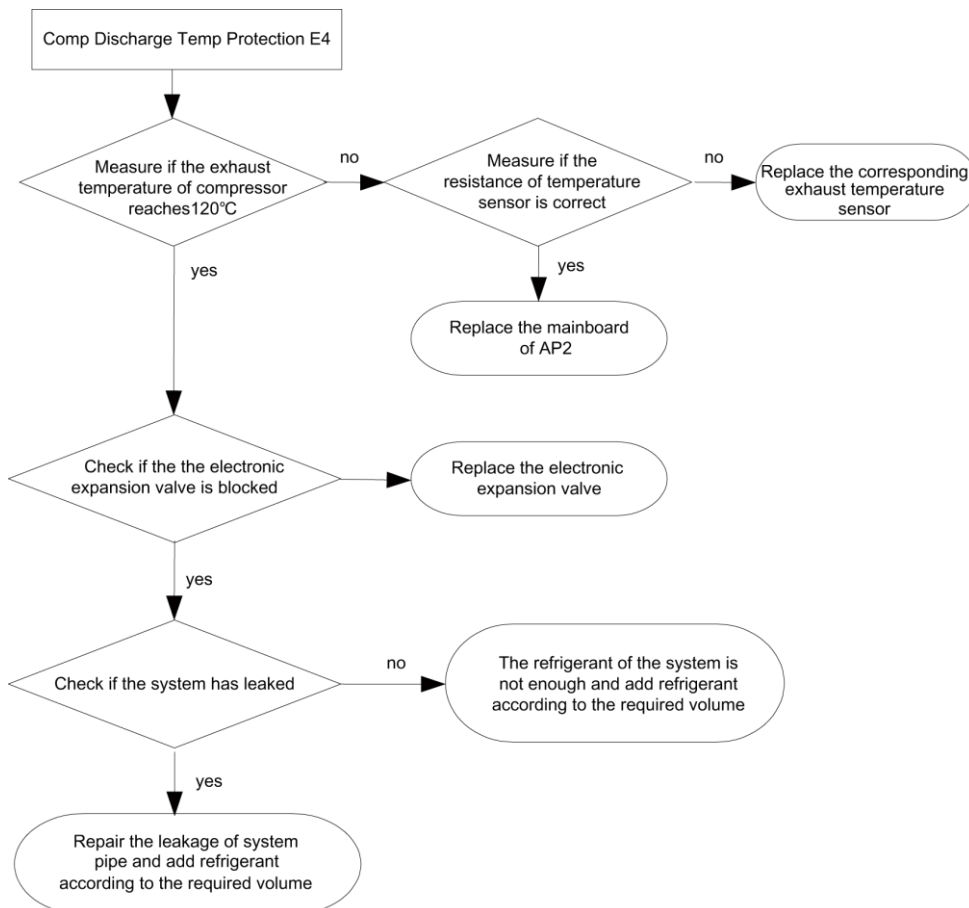 Comp Discharge Temp Protection E4
Measure if the exhaust
temperature of compressor
reaches120℃
no
Measure if the
resistance of temperature
sensor is correct
no
Replace the corresponding
exhaust temperature
sensor
yes
yes
Replace the mainboard
of AP2
Check if the the electronic
expansion valve is blocked
Replace the electronic
expansion valve
yes
Check if the system has leaked
no
The refrigerant of the system is
not enough and add refrigerant
according to the required volume
yes
Repair the leakage of system
pipe and add refrigerant
according to the required volume